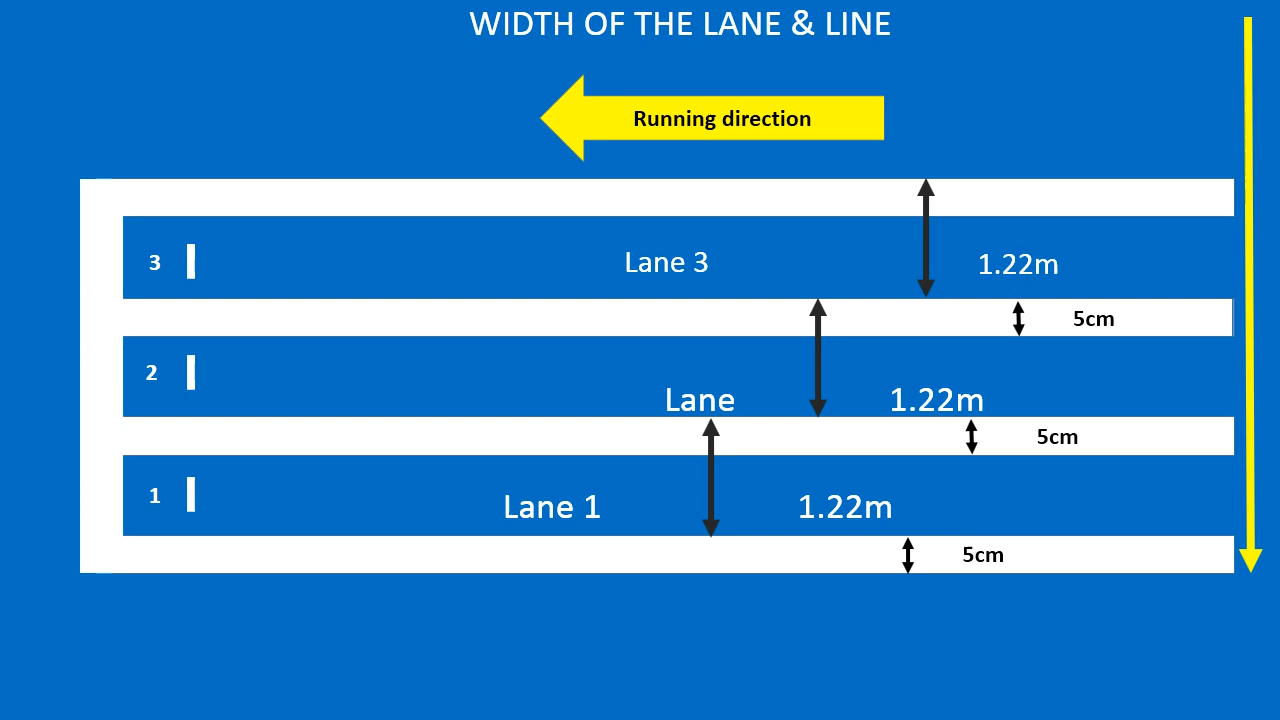 WIDTH OF THE LANE & LINE
Running direction
3 Lane 3 1.22m
5cm
2
Lane 1.22m
5cm
1 Lane 1 1.22m
5cm